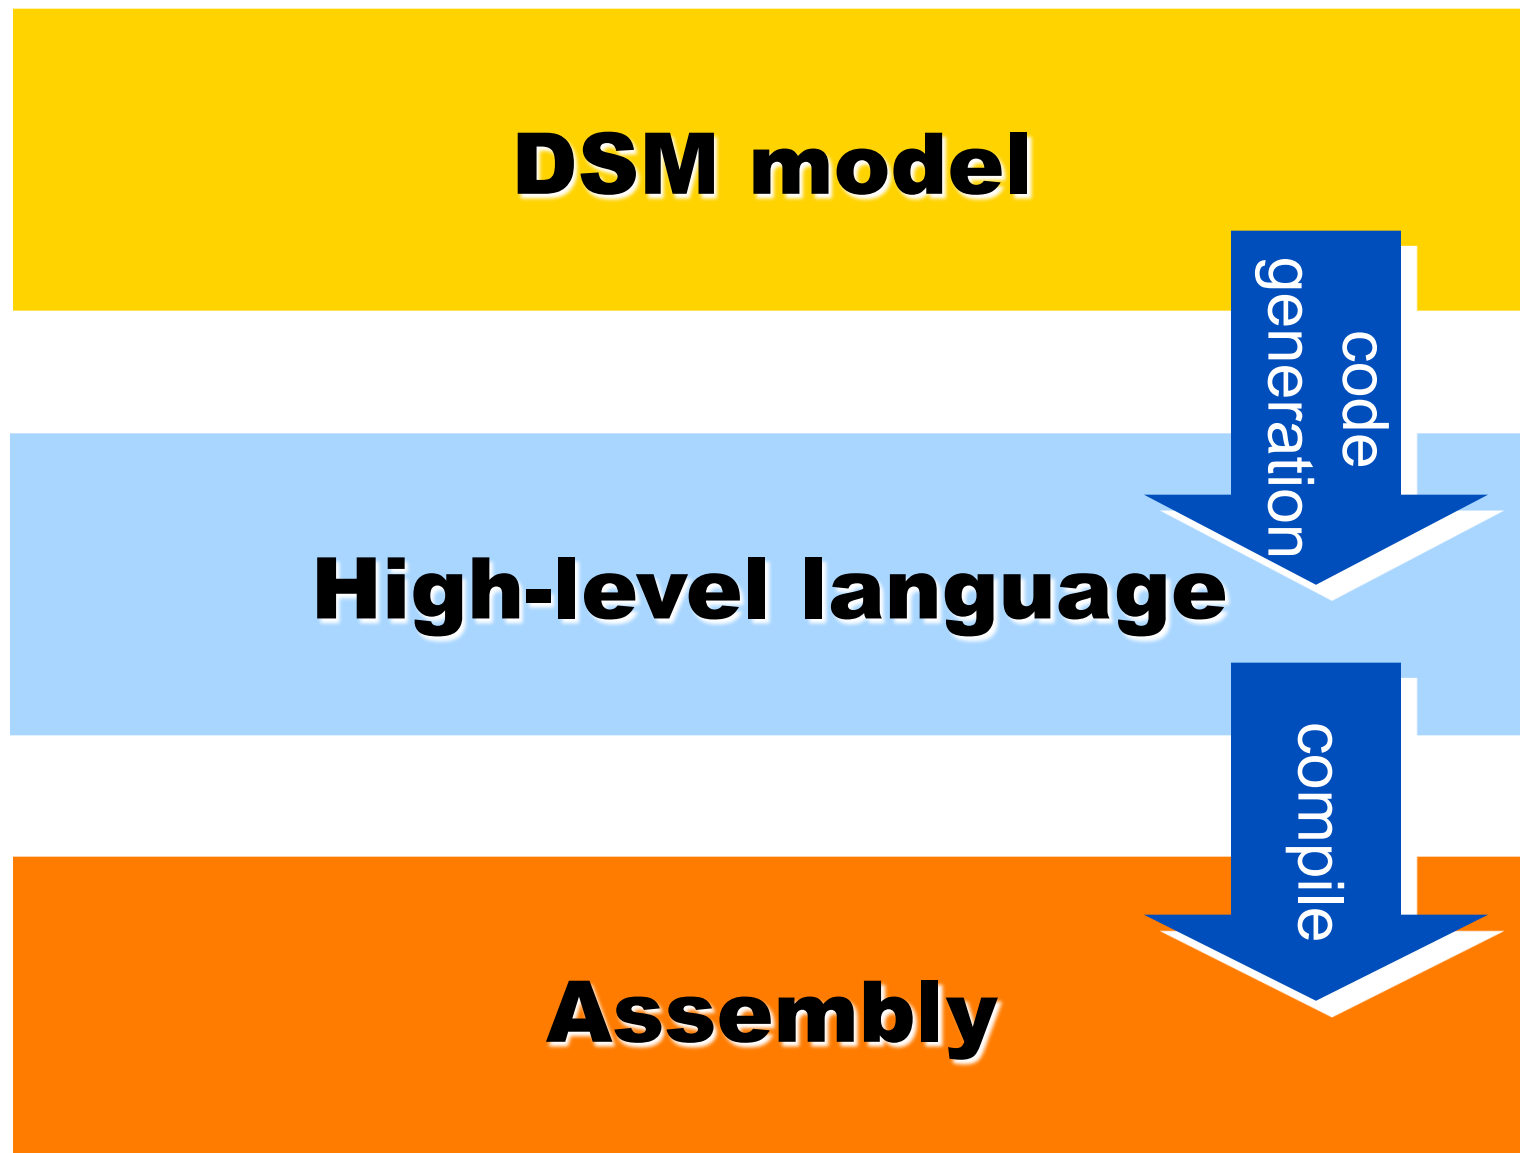 DSM model
code
generation
High-level language
compile
Assembly